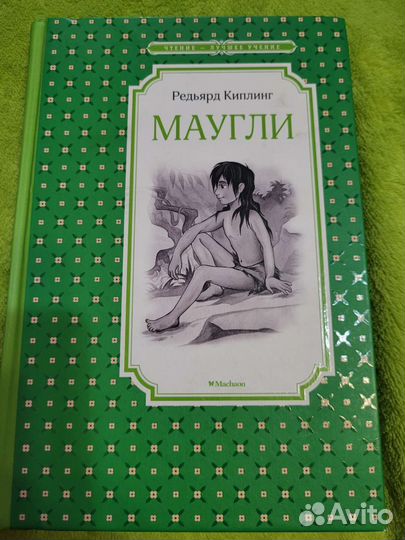 ЧТЕНИЕ – ЛУЧШЕЕ УЧЕНИЕ
Редьярд Киплинг
МАУГЛИ
Machaon
Avito